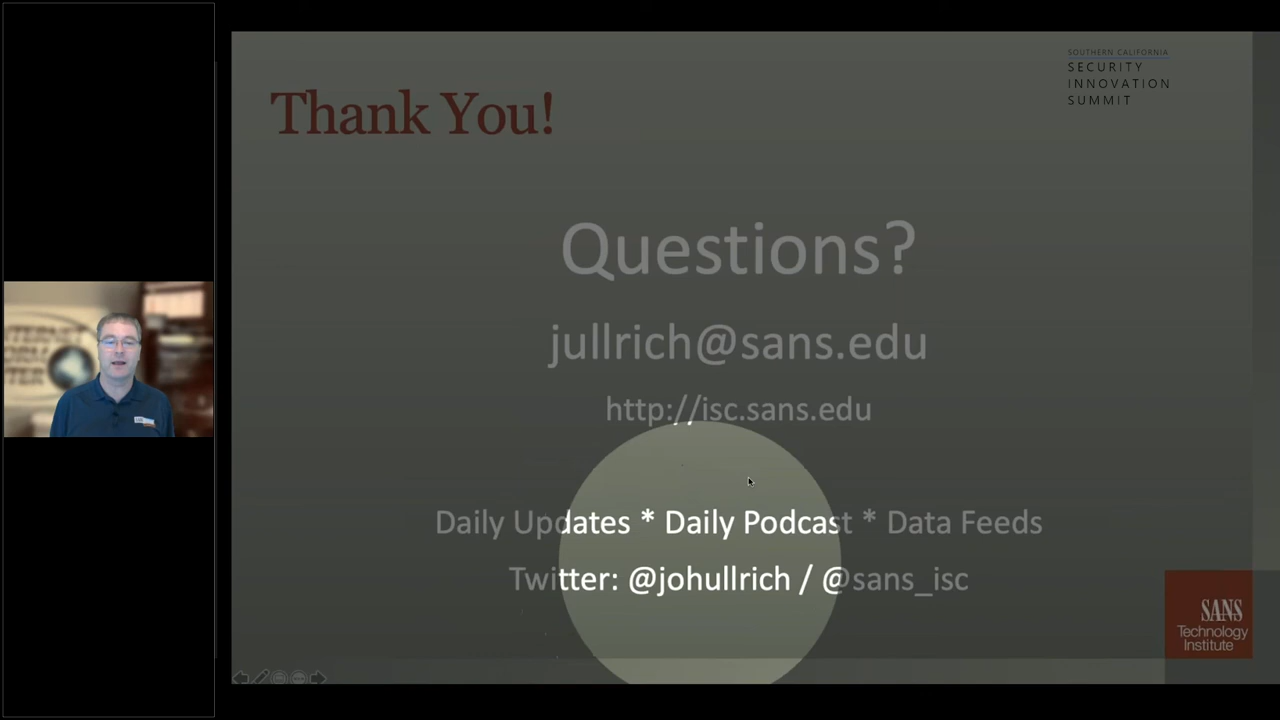 Thank You!
SOUTHERN CALIFORNIA
SECURITY
INNOVATION
SUMMIT
Questions?
jullrich@sans.edu
http://isc.sans.edu
Daily Updates * Daily Podcast * Data Feeds
Twitter: @johullrich / @sans_isc
SANS
Technology
Institute